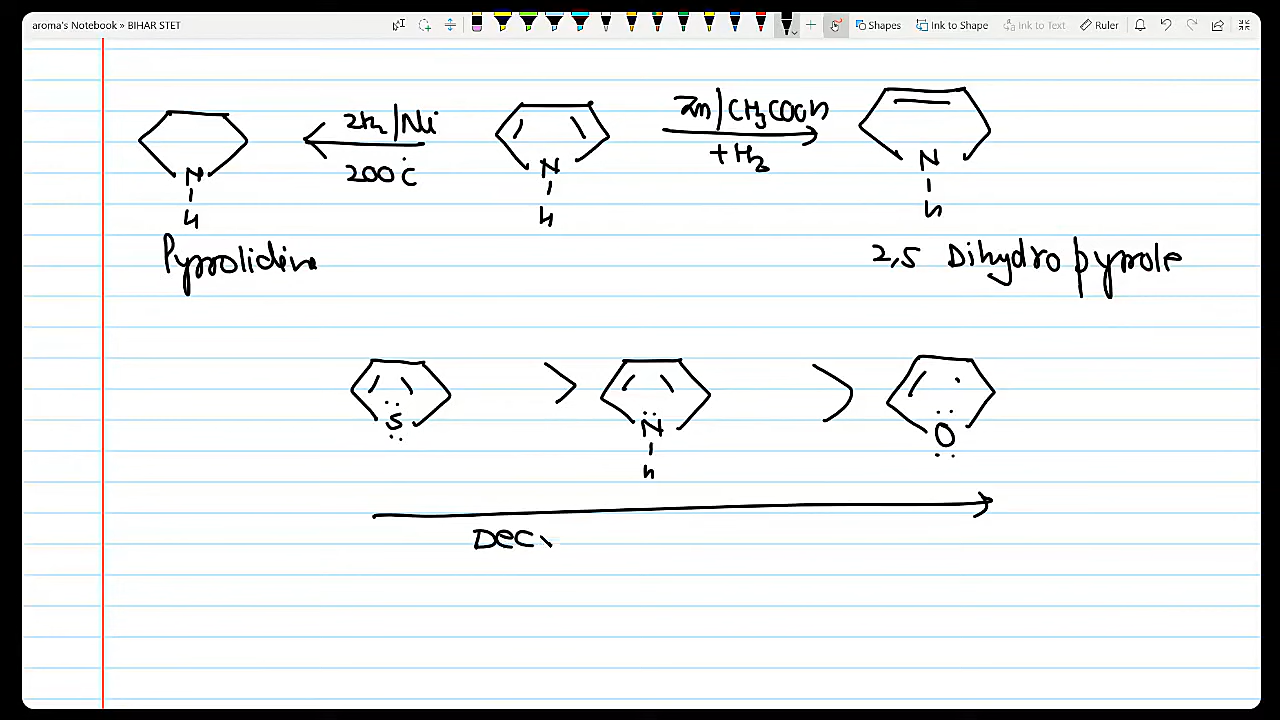 aroma's Notebook » BIHAR STET
Shapes Ink to Shape Ink to Text Ruler
2H₂/Ni
200°C
Zn/CH3COOH
+H₂
N
H
N
H
N
H
Pyrrolidine
2,5 Dihydro pyrrole
S > N > O
H
Dec